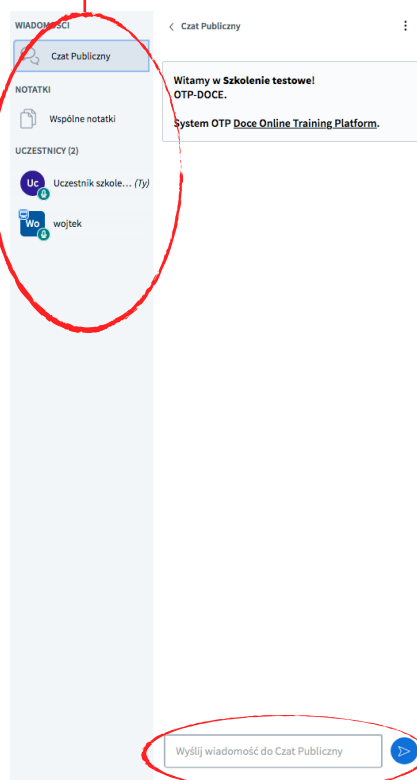 WIADOMOŚCI
Czat Publiczny
NOTATKI
Wspólne notatki
UCZESTNICY (2)
Uc Uczestnik szkole... (Ty)
Wo wojtek
Czat Publiczny
Witamy w Szkolenie testowe!
OTP-DOCE.
System OTP Doce Online Training Platform.
Wyślij wiadomość do Czat Publiczny